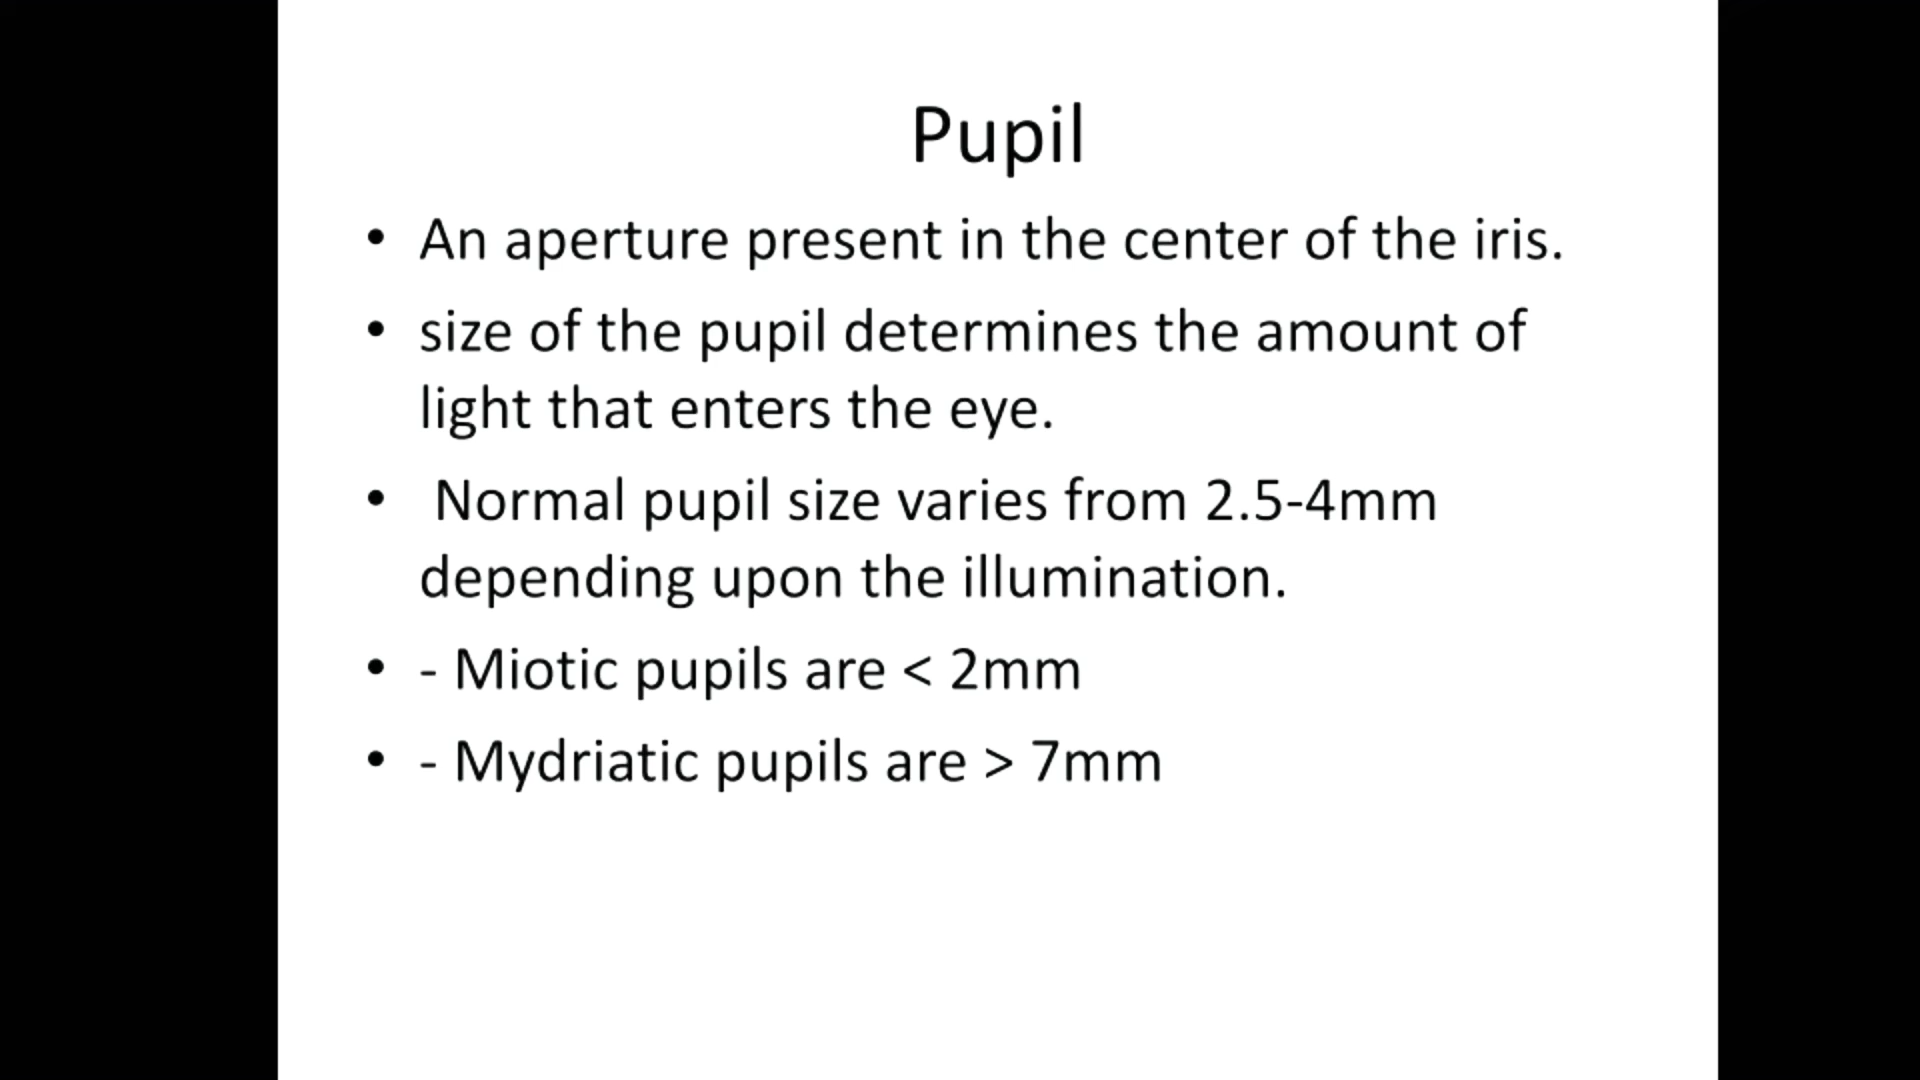 Pupil
• An aperture present in the center of the iris.
• size of the pupil determines the amount of
light that enters the eye.
• Normal pupil size varies from 2.5-4mm
depending upon the illumination.
• - Miotic pupils are < 2mm
• - Mydriatic pupils are > 7mm